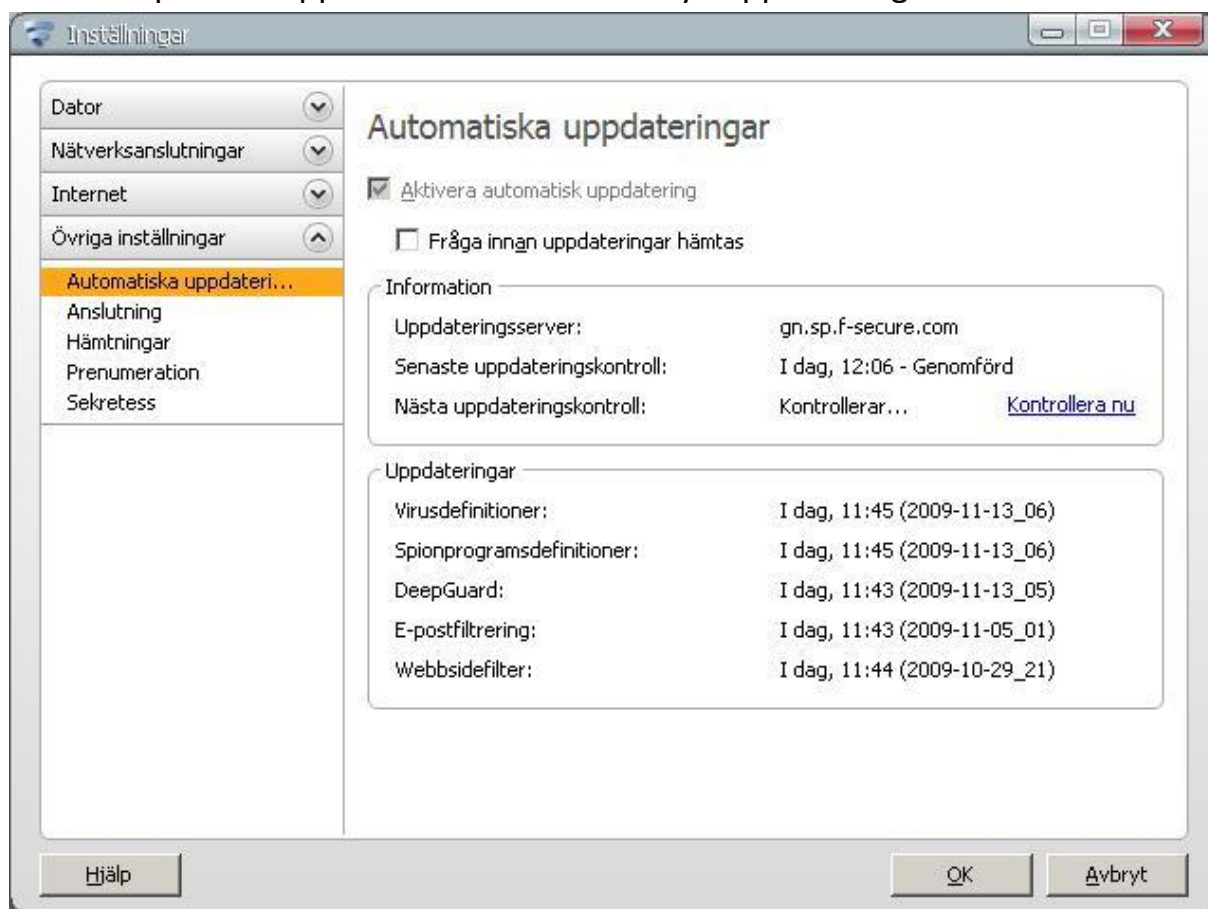 Inställningar
Dator
Nätverksanslutningar
Internet
Övriga inställningar
Automatiska uppdateri...
Anslutning
Hämtningar
Prenumeration
Sekretess
Automatiska uppdateringar
Aktivera automatisk uppdatering
Fråga innan uppdateringar hämtas
Information
Uppdateringsserver: gn.sp.f-secure.com
Senaste uppdateringskontroll: I dag, 12:06 - Genomförd
Nästa uppdateringskontroll: Kontrollerar... Kontrollera nu
Uppdateringar
Virusdefinitioner: I dag, 11:45 (2009-11-13_06)
Spionprogramsdefinitioner: I dag, 11:45 (2009-11-13_06)
DeepGuard: I dag, 11:43 (2009-11-13_05)
E-postfiltrering: I dag, 11:43 (2009-11-05_01)
Webbsidefilter: I dag, 11:44 (2009-10-29_21)
Hjälp OK Avbryt